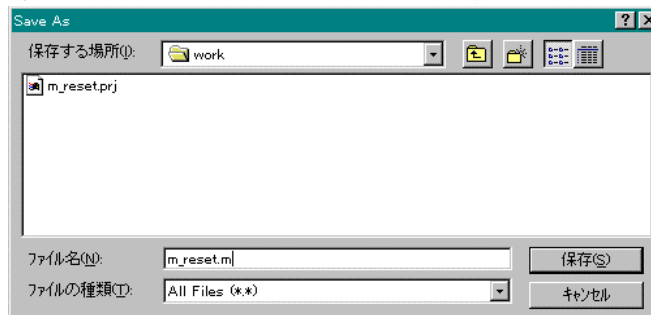 Save As
保存する場所(I):
work
m_reset.prj
ファイル名(N):
m_reset.m
保存(S)
ファイルの種類(T):
All Files (*.*)
キャンセル